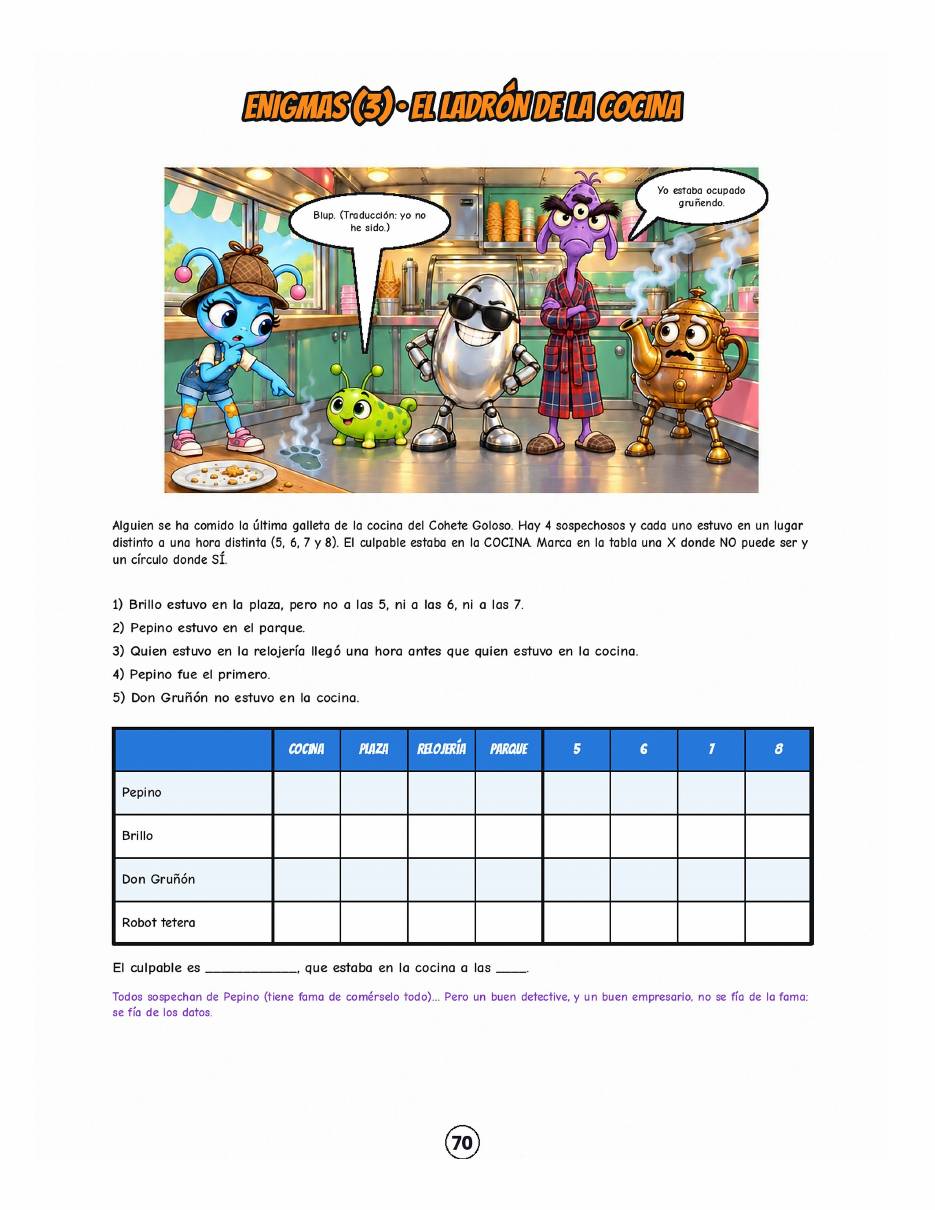 ENIGMAS (3) • EL LADRÓN DE LA COCINA
Blup. (Traducción: yo no
he sido.)
Yo estaba ocupado
gruñendo.
Alguien se ha comido la última galleta de la cocina del Cohete Goloso. Hay 4 sospechosos y cada uno estuvo en un lugar
distinto a una hora distinta (5, 6, 7 y 8). El culpable estaba en la COCINA. Marca en la tabla una X donde NO puede ser y
un círculo donde SÍ.
1) Brillo estuvo en la plaza, pero no a las 5, ni a las 6, ni a las 7.
2) Pepino estuvo en el parque.
3) Quien estuvo en la relojería llegó una hora antes que quien estuvo en la cocina.
4) Pepino fue el primero.
5) Don Gruñón no estuvo en la cocina.
COCINA PLAZA RELOJERÍA PARQUE 5 6 7 8
Pepino
Brillo
Don Gruñón
Robot tetera
El culpable es ____________, que estaba en la cocina a las ____.
Todos sospechan de Pepino (tiene fama de comérselo todo)... Pero un buen detective, y un buen empresario, no se fía de la fama:
se fía de los datos.
70